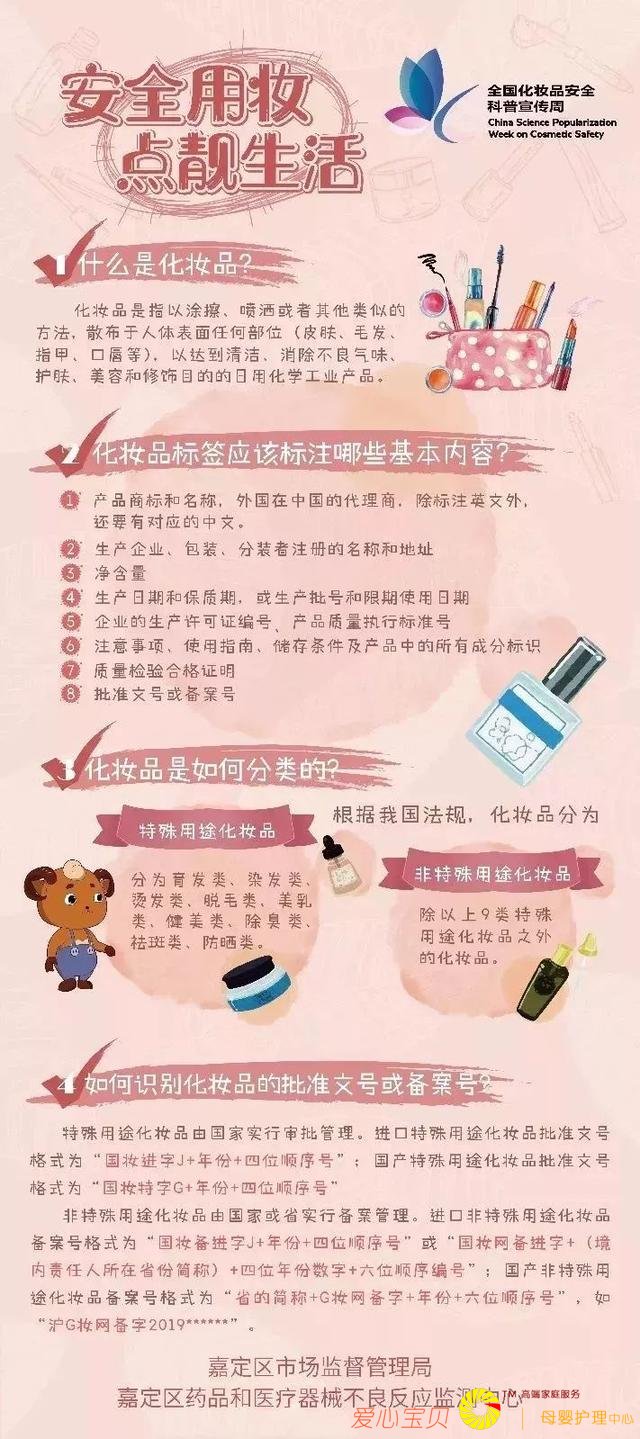 安全用妆
点靓生活
全国化妆品安全
科普宣传周
China Science Popularization
Week on Cosmetic Safety
1 什么是化妆品?
化妆品是指以涂擦、喷洒或者其他类似的
方法,散布于人体表面任何部位(皮肤、毛发、
指甲、口唇等),以达到清洁、消除不良气味、
护肤、美容和修饰目的的日用化学工业产品。
2 化妆品标签应该标注哪些基本内容?
1 产品商标和名称,外国在中国的代理商,除标注英文外,
还要有对应的中文。
2 生产企业、包装、分装者注册的名称和地址
3 净含量
4 生产日期和保质期,或生产批号和限期使用日期
5 企业的生产许可证编号、产品质量执行标准号
6 注意事项、使用指南、储存条件及产品中的所有成分标识
7 质量检验合格证明
8 批准文号或备案号
3 化妆品是如何分类的?
根据我国法规,化妆品分为
特殊用途化妆品
分为育发类、染发类、
烫发类、脱毛类、美乳
类、健美类、除臭类、
祛斑类、防晒类。
非特殊用途化妆品
除以上9类特殊
用途化妆品之外
的化妆品。
4 如何识别化妆品的批准文号或备案号?
特殊用途化妆品由国家实行审批管理。进口特殊用途化妆品批准文号
格式为“国妆进字J+年份+四位顺序号”;国产特殊用途化妆品批准文号
格式为“国妆特字G+年份+四位顺序号”
非特殊用途化妆品由国家或省实行备案管理。进口非特殊用途化妆品
备案号格式为“国妆备进字J+年份+四位顺序号”或“国妆网备进字+(境
内责任人所在省份简称)+四位年份数字+六位顺序编号”;国产非特殊用
途化妆品备案号格式为“省的简称+G妆网备字+年份+六位顺序号”,如
“沪G妆网备字2019******”。
嘉定区市场监督管理局
嘉定区药品和医疗器械不良反应监测中心
爱心宝贝
TM 高端家庭服务
母婴护理中心